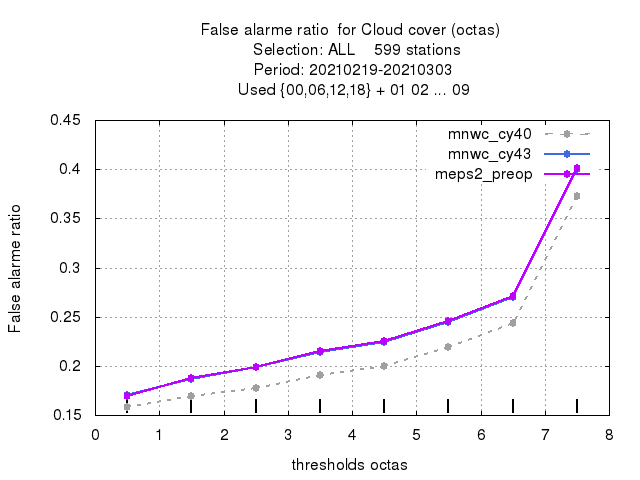 False alarme ratio  for Cloud cover (octas)
Selection: ALL    599 stations
Period: 20210219-20210303
Used {00,06,12,18} + 01 02 ... 09
mnwc_cy40
mnwc_cy43
meps2_preop
False alarme ratio
0.45
0.4
0.35
0.3
0.25
0.2
0.15
0 1 2 3 4 5 6 7 8
thresholds octas